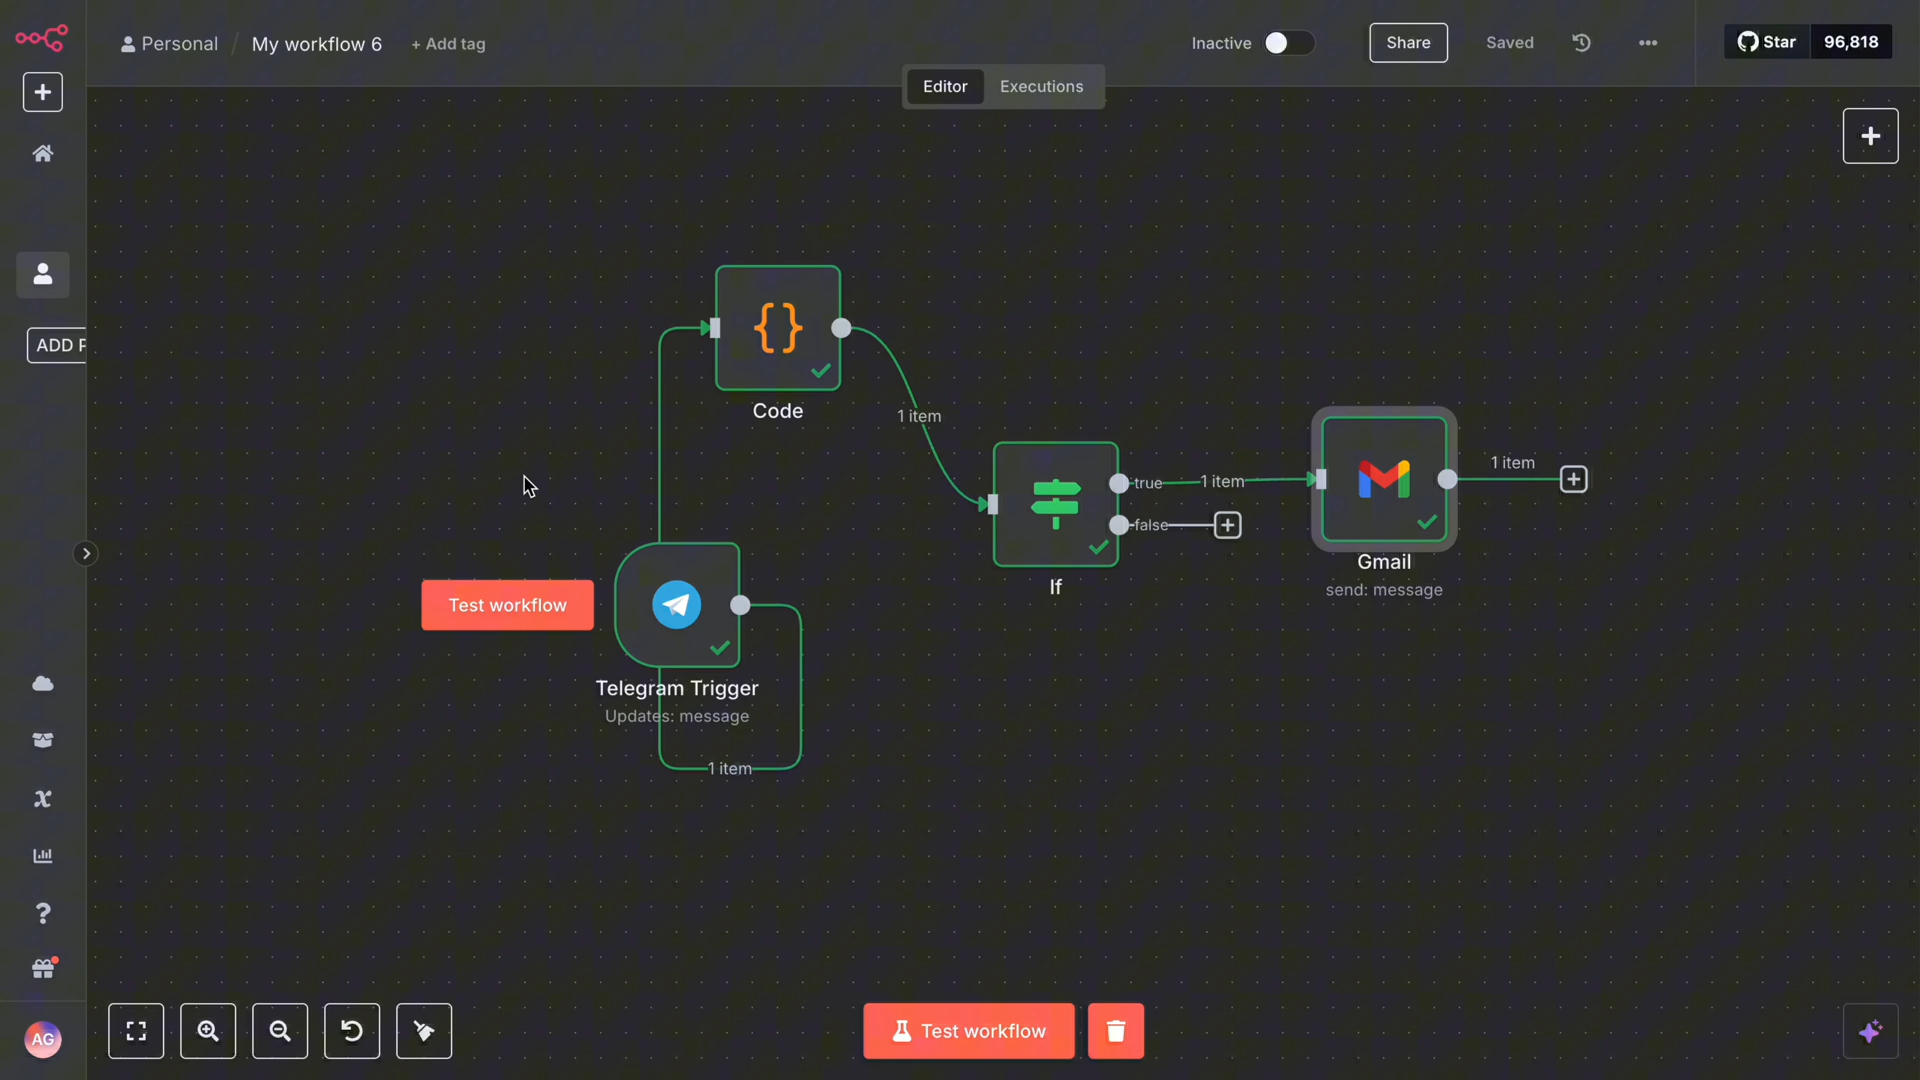 Personal / My workflow 6 + Add tag
Inactive
Share
Saved
Star 96,818
Editor Executions
ADD P
Code
1 item
true
1 item
false
If
1 item
Gmail
send: message
Test workflow
Telegram Trigger
Updates: message
1 item
AG
Test workflow